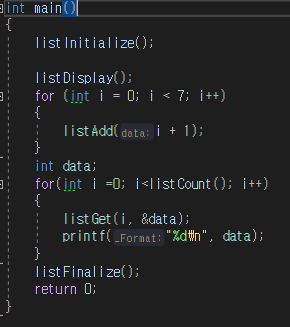 int main()
{
listInitialize();
listDisplay();
for (int i = 0; i < 7; i++)
{
listAdd(data: i + 1);
}
int data;
for(int i =0; i<listCount(); i++)
{
listGet(i, &data);
printf(_Format: "%d₩n", data);
}
listFinalize();
return 0;
}